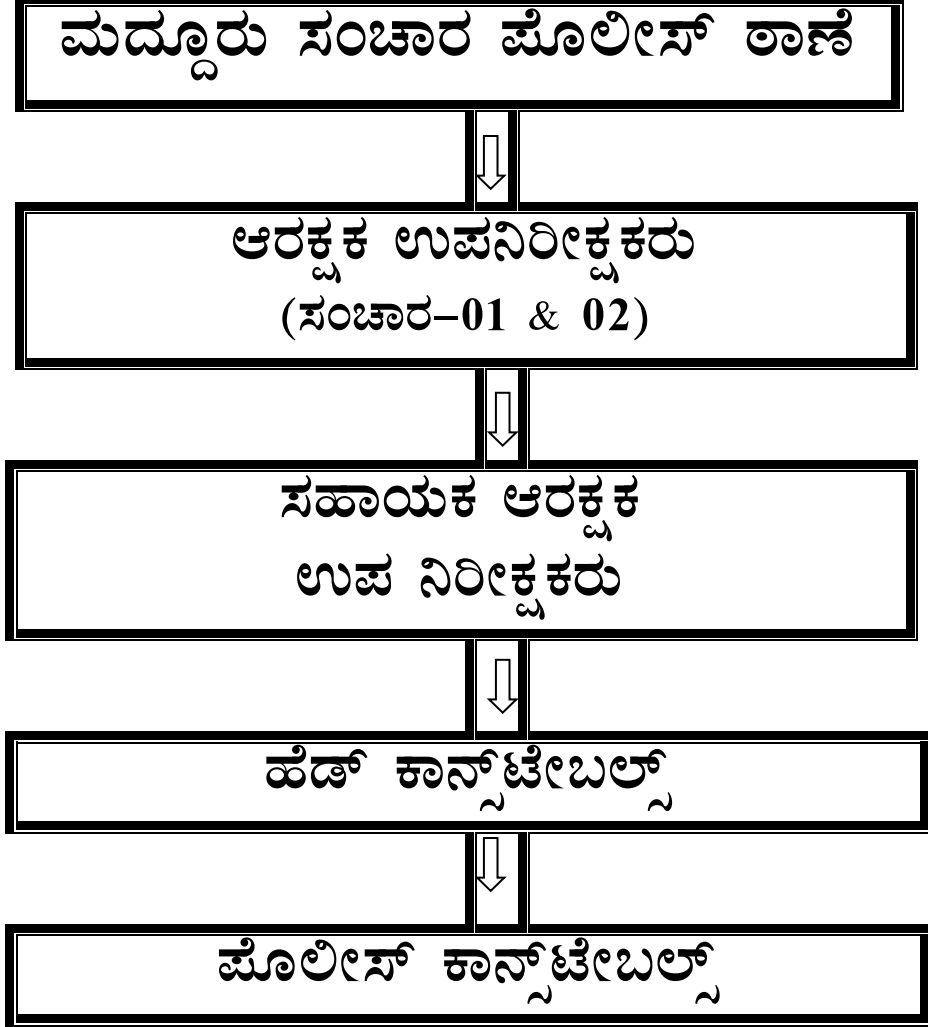 ಮದ್ದೂರು ಸಂಚಾರ ಪೊಲೀಸ್ ಠಾಣೆ
ಆರಕ್ಷಕ ಉಪನಿರೀಕ್ಷಕರು
(ಸಂಚಾರ-01 & 02)
ಸಹಾಯಕ ಆರಕ್ಷಕ
ಉಪ ನಿರೀಕ್ಷಕರು
ಹೆಡ್ ಕಾನ್ಸ್‌ಟೇಬಲ್ಸ್
ಪೊಲೀಸ್ ಕಾನ್ಸ್‌ಟೇಬಲ್ಸ್